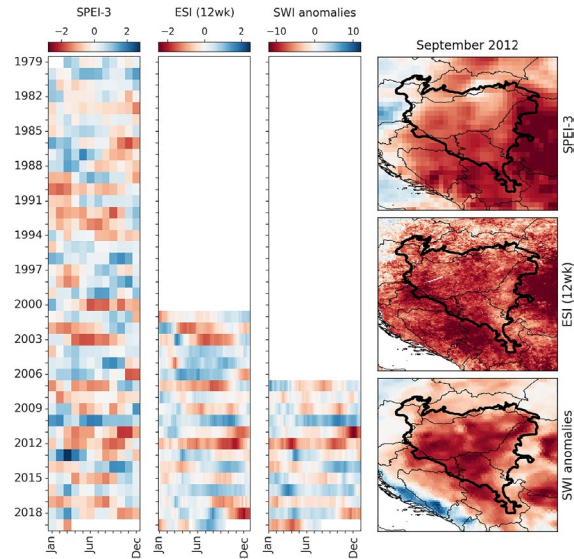 SPEI-3 ESI (12wk) SWI anomalies
−2 0 2 −2 0 2 −10 0 10
September 2012
1979
1982
1985
1988
1991
1994
1997
2000
2003
2006
2009
2012
2015
2018
Jan Jun Dec Jan Jun Dec Jan Jun Dec
SPEI-3
ESI (12wk)
SWI anomalies